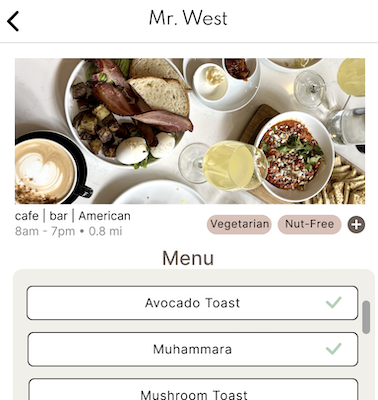 Mr. West
cafe | bar | American
8am - 7pm • 0.8 mi
Vegetarian
Nut-Free
Menu
Avocado Toast
Muhammara
Mushroom Toast